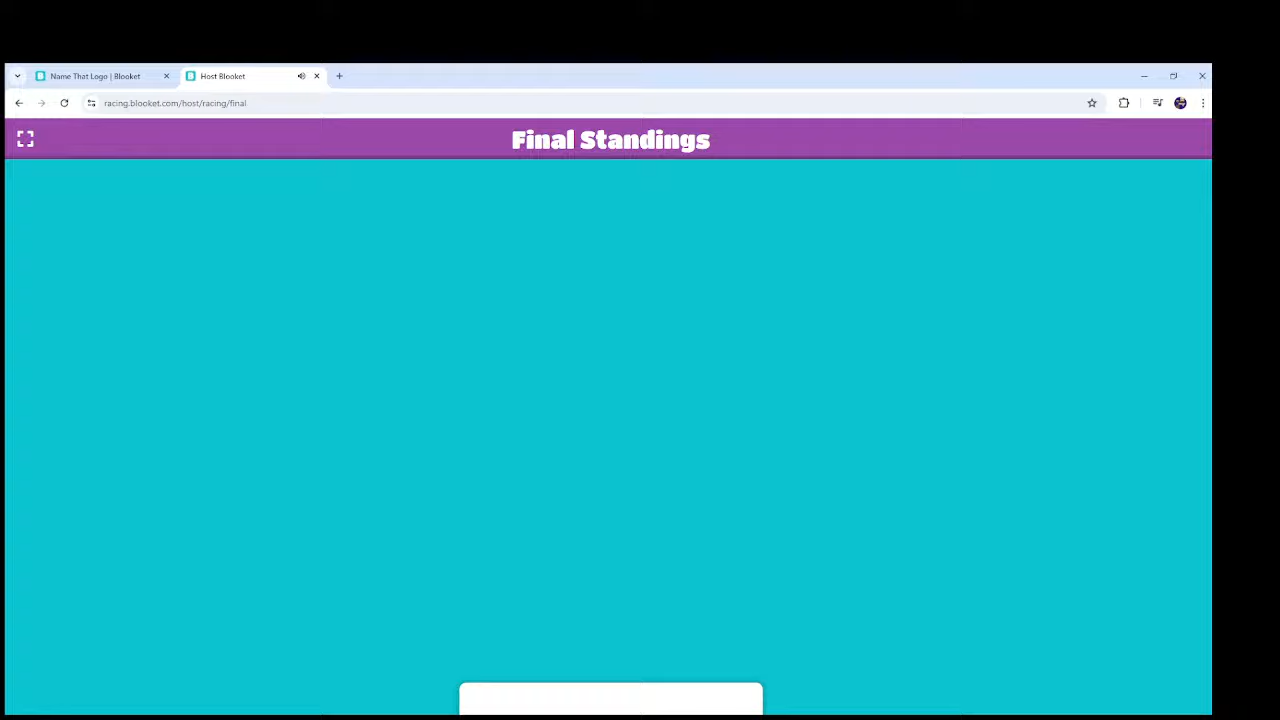 Name That Logo | Blooket
Host Blooket
racing.blooket.com/host/racing/final
Final Standings